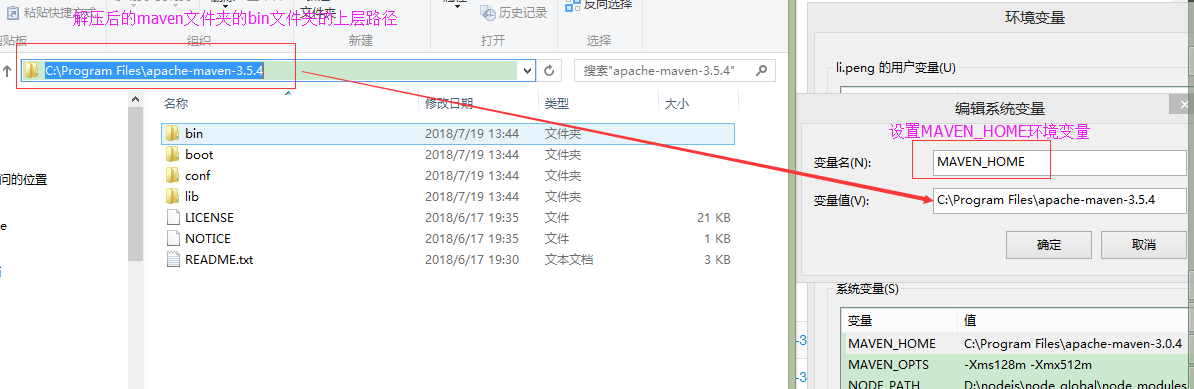 粘贴快捷方式
解压后的maven文件夹的bin文件夹的上层路径
文件夹
历史记录
反向选择
剪贴板
组织
新建
打开
选择
C:\Program Files\apache-maven-3.5.4
搜索"apache-maven-3.5.4"
名称
修改日期
类型
大小
bin
2018/7/19 13:44
文件夹
boot
2018/7/19 13:44
文件夹
conf
2018/7/19 13:44
文件夹
lib
2018/7/19 13:44
文件夹
LICENSE
2018/6/17 19:35
文件
21 KB
NOTICE
2018/6/17 19:35
文件
1 KB
README.txt
2018/6/17 19:30
文本文档
3 KB
问的位置
e
环境变量
li.peng 的用户变量(U)
编辑系统变量
设置MAVEN_HOME环境变量
变量名(N):
MAVEN_HOME
变量值(V):
C:\Program Files\apache-maven-3.5.4
确定
取消
系统变量(S)
变量
值
MAVEN_HOME
C:\Program Files\apache-maven-3.0.4
MAVEN_OPTS
-Xms128m -Xmx512m
NODE_PATH
D:\nodejs\node_global\node_modules
-3
-3